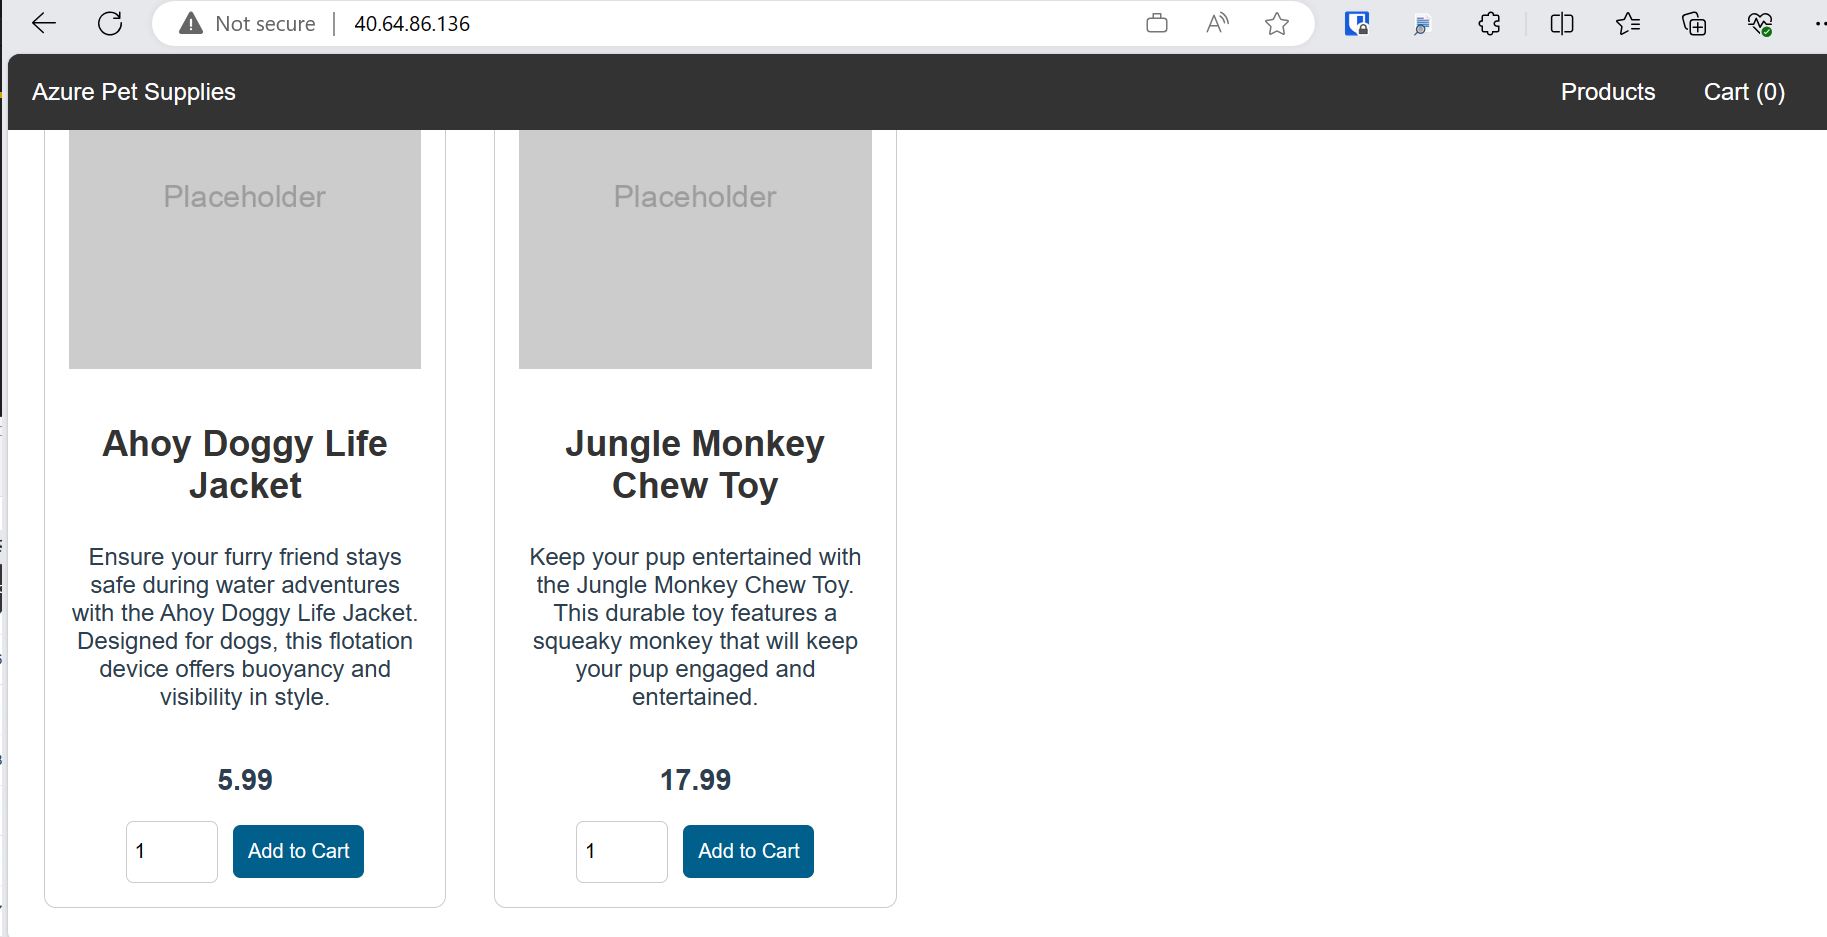 Not secure
40.64.86.136
Azure Pet Supplies
Products
Cart (0)
Placeholder
Ahoy Doggy Life
Jacket
Ensure your furry friend stays
safe during water adventures
with the Ahoy Doggy Life Jacket.
Designed for dogs, this flotation
device offers buoyancy and
visibility in style.
5.99
1
Add to Cart
Placeholder
Jungle Monkey
Chew Toy
Keep your pup entertained with
the Jungle Monkey Chew Toy.
This durable toy features a
squeaky monkey that will keep
your pup engaged and
entertained.
17.99
1
Add to Cart